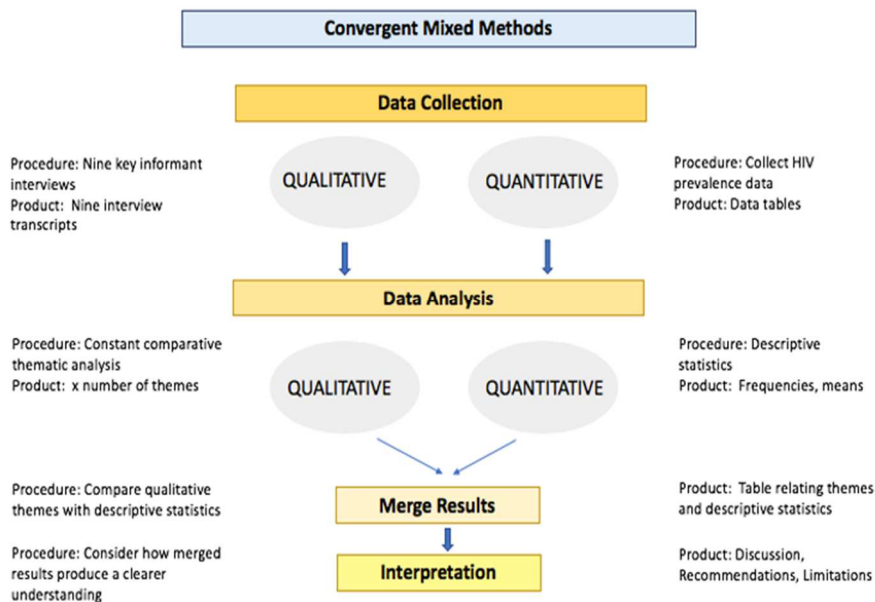 Convergent Mixed Methods
Data Collection
Procedure: Nine key informant
interviews
Product: Nine interview
transcripts
QUALITATIVE
QUANTITATIVE
Procedure: Collect HIV
prevalence data
Product: Data tables
Data Analysis
Procedure: Constant comparative
thematic analysis
Product: x number of themes
QUALITATIVE
QUANTITATIVE
Procedure: Descriptive
statistics
Product: Frequencies, means
Procedure: Compare qualitative
themes with descriptive statistics
Merge Results
Product: Table relating themes
and descriptive statistics
Procedure: Consider how merged
results produce a clearer
understanding
Interpretation
Product: Discussion,
Recommendations, Limitations